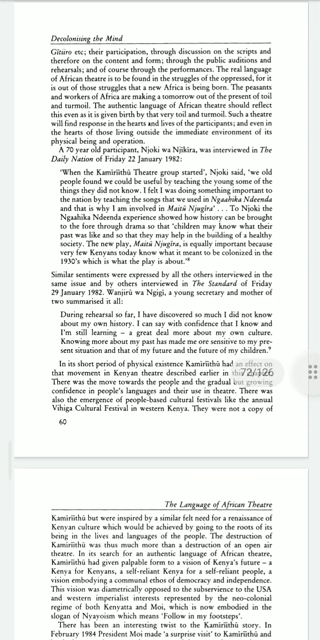 Decolonising the Mind
Gĩtiiro etc; their participation, through discussion on the scripts and
therefore on the content and form; through the public auditions and
rehearsals; and of course through the performances. The real language
of African theatre is to be found in the struggles of the oppressed, for it
is out of those struggles that a new Africa is being born. The peasants
and workers of Africa are making a tomorrow out of the present of toil
and turmoil. The authentic language of African theatre should reflect
this even as it is given birth by that very toil and turmoil. Such a theatre
will find response in the hearts and lives of the participants; and even in
the hearts of those living outside the immediate environment of its
physical being and operation.
A 70 year old participant, Njoki wa Njikĩra, was interviewed in The
Daily Nation of Friday 22 January 1982:
'When the Kamĩrĩĩthũ Theatre group started', Njoki said, 'we old
people found we could be useful by teaching the young some of the
things they did not know. I felt I was doing something important to
the nation by teaching the songs that we used in Ngaahika Ndeenda
and that is why I am involved in Maitũ Njugĩra' . . . To Njoki the
Ngaahika Ndeenda experience showed how history can be brought
to the fore through drama so that 'children may know what their
past was like and so that they may help in the building of a healthy
society. The new play, Maitũ Njugĩra, is equally important because
very few Kenyans today know what it meant to be colonized in the
1930's which is what the play is about.'⁸
Similar sentiments were expressed by all the others interviewed in the
same issue and by others interviewed in The Standard of Friday
29 January 1982. Wanjirũ wa Ngigi, a young secretary and mother of
two summarised it all:
During rehearsal so far, I have discovered so much I did not know
about my own history. I can say with confidence that I know and
I'm still learning – a great deal more about my own culture.
Knowing more about my past has made me ore sensitive to my pre-
sent situation and that of my future and the future of my children.⁹
In its short period of physical existence Kamĩrĩĩthũ had an effect on
that movement in Kenyan theatre described earlier in
72/126
There was the move towards the people and the gradual but growing
confidence in people's languages and their use in theatre. There was
also the emergence of people-based cultural festivals like the annual
Vihiga Cultural Festival in western Kenya. They were not a copy of
60
The Language of African Theatre
Kamĩrĩĩthũ but were inspired by a similar felt need for a renaissance of
Kenyan culture which would be achieved by going to the roots of its
being in the lives and languages of the people. The destruction of
Kamĩrĩĩthũ was thus much more than a destruction of an open air
theatre. In its search for an authentic language of African theatre,
Kamĩrĩĩthũ had given palpable form to a vision of Kenya's future – a
Kenya for Kenyans, a self-reliant Kenya for a self-reliant people, a
vision embodying a communal ethos of democracy and independence.
This vision was diametrically opposed to the subservience to the USA
and western imperialist interests represented by the neo-colonial
regime of both Kenyatta and Moi, which is now embodied in the
slogan of Nyayoism which means 'Follow in my footsteps'.
There has been an interesting twist to the Kamĩrĩĩthũ story. In
February 1984 President Moi made 'a surprise visit' to Kamĩrĩĩthũ and